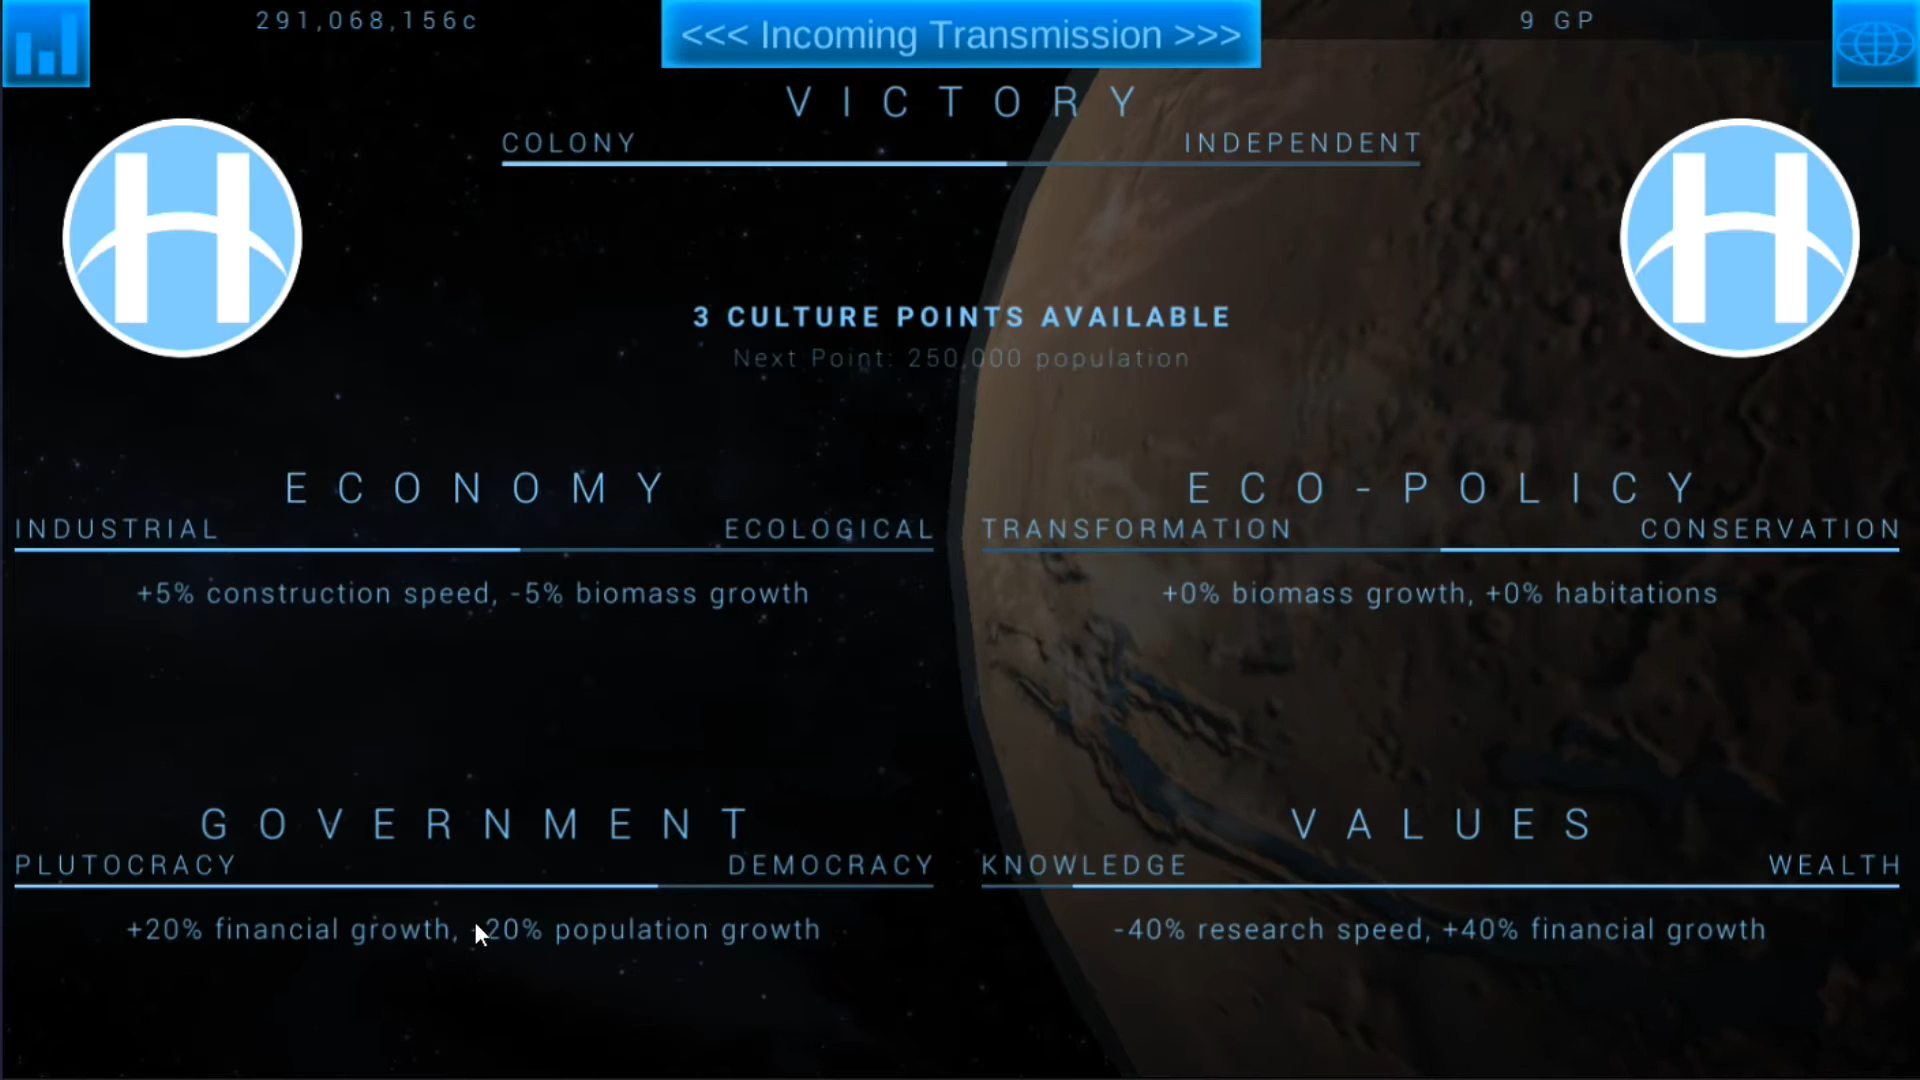 291,068,156c
<<< Incoming Transmission >>>
9 GP
VICTORY
COLONY
INDEPENDENT
H
H
3 CULTURE POINTS AVAILABLE
Next Point: 250,000 population
ECONOMY
INDUSTRIAL
ECOLOGICAL
+5% construction speed, -5% biomass growth
ECO-POLICY
TRANSFORMATION
CONSERVATION
+0% biomass growth, +0% habitations
GOVERNMENT
PLUTOCRACY
DEMOCRACY
+20% financial growth, 20% population growth
VALUES
KNOWLEDGE
WEALTH
-40% research speed, +40% financial growth